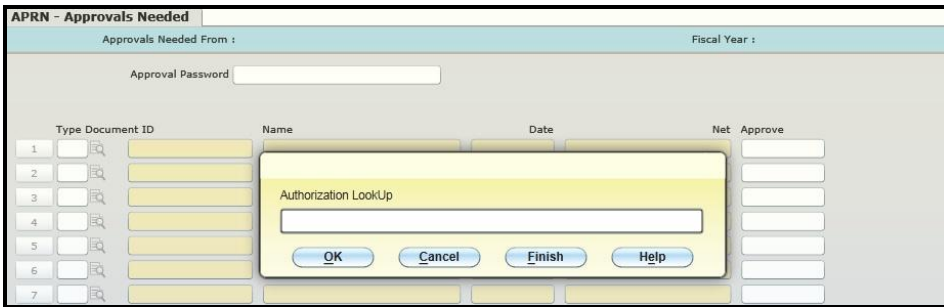 APRN - Approvals Needed
Approvals Needed From : Fiscal Year :
Approval Password
Type Document ID Name Date Net Approve
1
2
3
4
5
6
7
Authorization LookUp
OK Cancel Finish Help